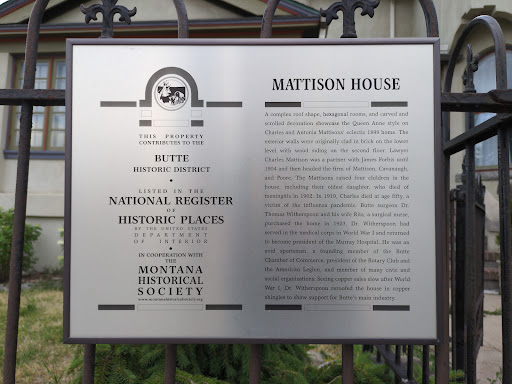 THIS PROPERTY
CONTRIBUTES TO THE
BUTTE
HISTORIC DISTRICT
LISTED IN THE
NATIONAL REGISTER
OF
HISTORIC PLACES
BY THE UNITED STATES
DEPARTMENT
OF INTERIOR
IN COOPERATION WITH
THE
MONTANA
HISTORICAL
SOCIETY
www.montanahistoricalsociety.org
MATTISON HOUSE
A complex roof shape, hexagonal rooms, and carved and
scrolled decoration showcase the Queen Anne style on
Charles and Antonia Mattisons' eclectic 1899 home. The
exterior walls were originally clad in brick on the lower
level with wood siding on the second floor. Lawyer
Charles Mattison was a partner with James Forbis until
1904 and then headed the firm of Mattison, Cavanaugh,
and Poore. The Mattisons raised four children in the
house, including their oldest daughter, who died of
meningitis in 1902. In 1910, Charles died at age fifty, a
victim of the influenza pandemic. Butte surgeon Dr.
Thomas Witherspoon and his wife Rita, a surgical nurse,
purchased the home in 1923. Dr. Witherspoon had
served in the medical corps in World War I and returned
to become president of the Murray Hospital. He was an
avid sportsman, a founding member of the Butte
Chamber of Commerce, president of the Rotary Club and
the American Legion, and member of many civic and
social organizations. Seeing copper sales slow after World
War I, Dr. Witherspoon reroofed the house in copper
shingles to show support for Butte's main industry.